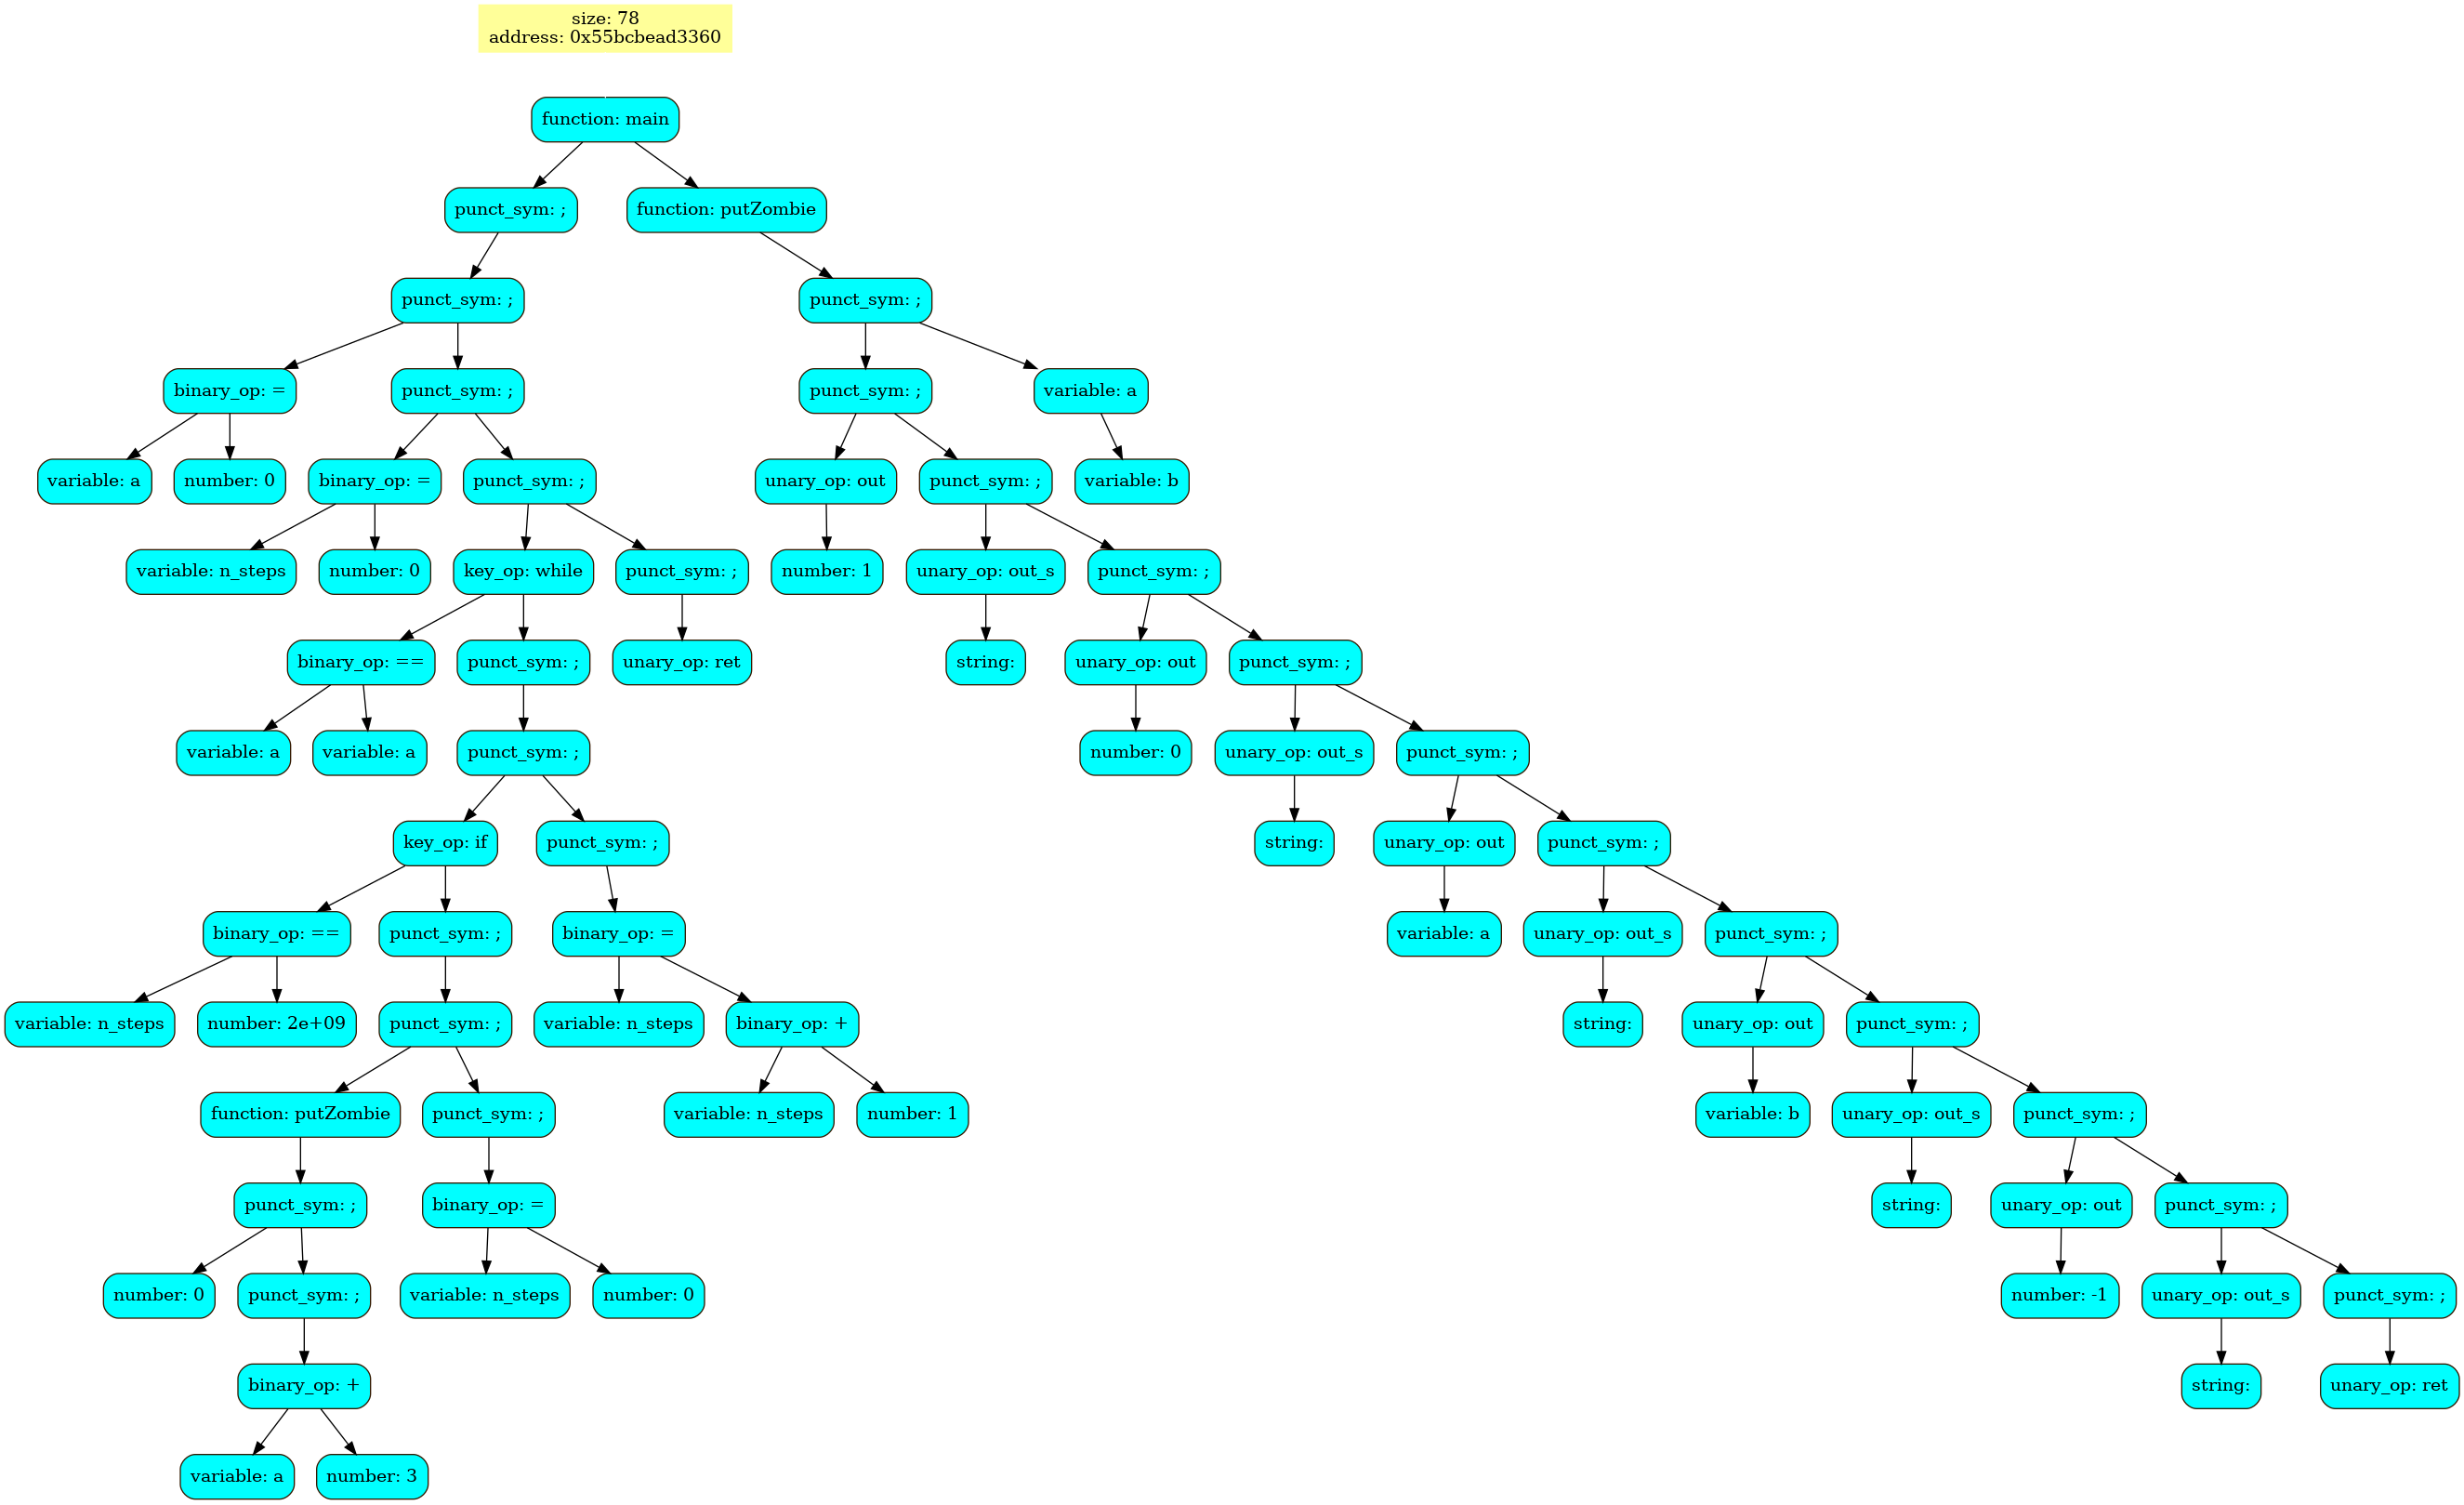 size: 78
address: 0x55bcbead3360
function: main
punct_sym: ;
function: putZombie
punct_sym: ;
punct_sym: ;
binary_op: =
punct_sym: ;
punct_sym: ;
variable: a
variable: a
number: 0
binary_op: =
punct_sym: ;
unary_op: out
punct_sym: ;
variable: b
variable: n_steps
number: 0
key_op: while
punct_sym: ;
number: 1
unary_op: out_s
punct_sym: ;
binary_op: ==
punct_sym: ;
unary_op: ret
string:
unary_op: out
punct_sym: ;
variable: a
variable: a
punct_sym: ;
number: 0
unary_op: out_s
punct_sym: ;
key_op: if
punct_sym: ;
string:
unary_op: out
punct_sym: ;
binary_op: ==
punct_sym: ;
binary_op: =
variable: a
unary_op: out_s
punct_sym: ;
variable: n_steps
number: 2e+09
punct_sym: ;
variable: n_steps
binary_op: +
string:
unary_op: out
punct_sym: ;
function: putZombie
punct_sym: ;
variable: n_steps
number: 1
variable: b
unary_op: out_s
punct_sym: ;
punct_sym: ;
binary_op: =
string:
unary_op: out
punct_sym: ;
number: 0
punct_sym: ;
variable: n_steps
number: 0
number: -1
unary_op: out_s
punct_sym: ;
binary_op: +
string:
unary_op: ret
variable: a
number: 3